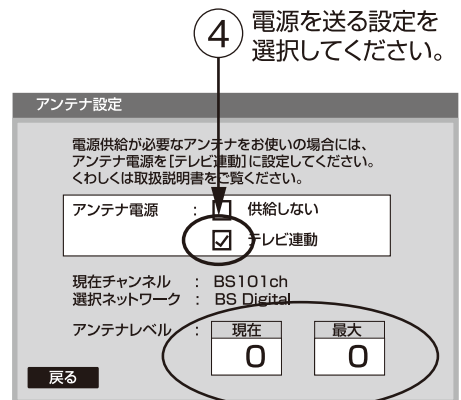 ④ 電源を送る設定を
選択してください。
アンテナ設定
電源供給が必要なアンテナをお使いの場合には、
アンテナ電源を[テレビ連動]に設定してください。
くわしくは取扱説明書をご覧ください。
アンテナ電源 : 供給しない
テレビ連動
現在チャンネル : BS101ch
選択ネットワーク : BS Digital
アンテナレベル : 現在 最大
0 0
戻る